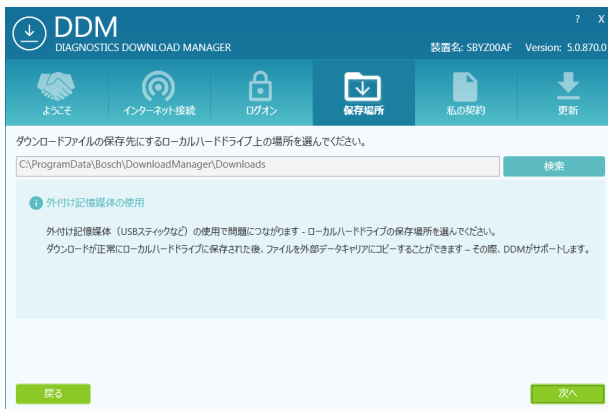 DDM
DIAGNOSTICS DOWNLOAD MANAGER
? X
装置名: SBYZ00AF Version: 5.0.870.0
ようこそ インターネット接続 ログオン 保存場所 私の契約 更新
ダウンロードファイルの保存先にするローカルハードドライブ上の場所を選んでください。
C:\ProgramData\Bosch\DownloadManager\Downloads 検索
外付け記憶媒体の使用
外付け記憶媒体（USBスティックなど）の使用で問題につながります - ローカルハードドライブの保存場所を選んでください。
ダウンロードが正常にローカルハードドライブに保存された後、ファイルを外部データキャリアにコピーすることができます – その際、DDMがサポートします。
戻る 次へ